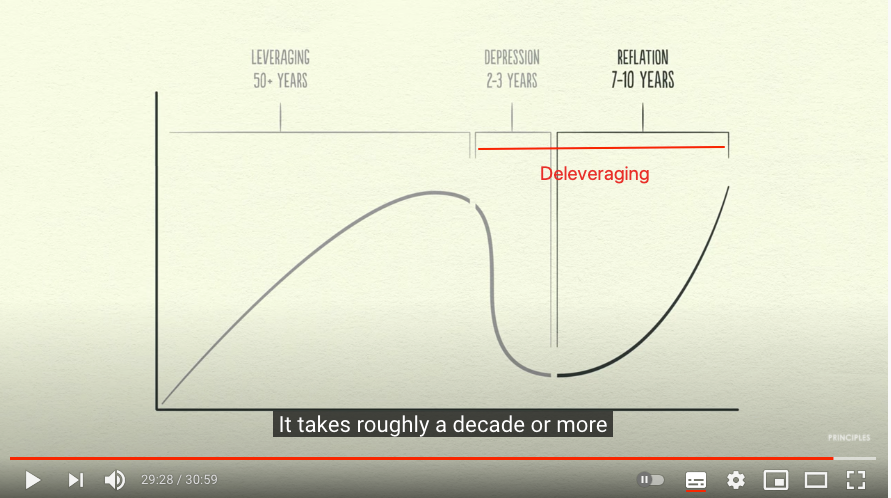 LEVERAGING
50+ YEARS
DEPRESSION
2-3 YEARS
REFLATION
7-10 YEARS
Deleveraging
It takes roughly a decade or more
PRINCIPLES
29:28 / 30:59